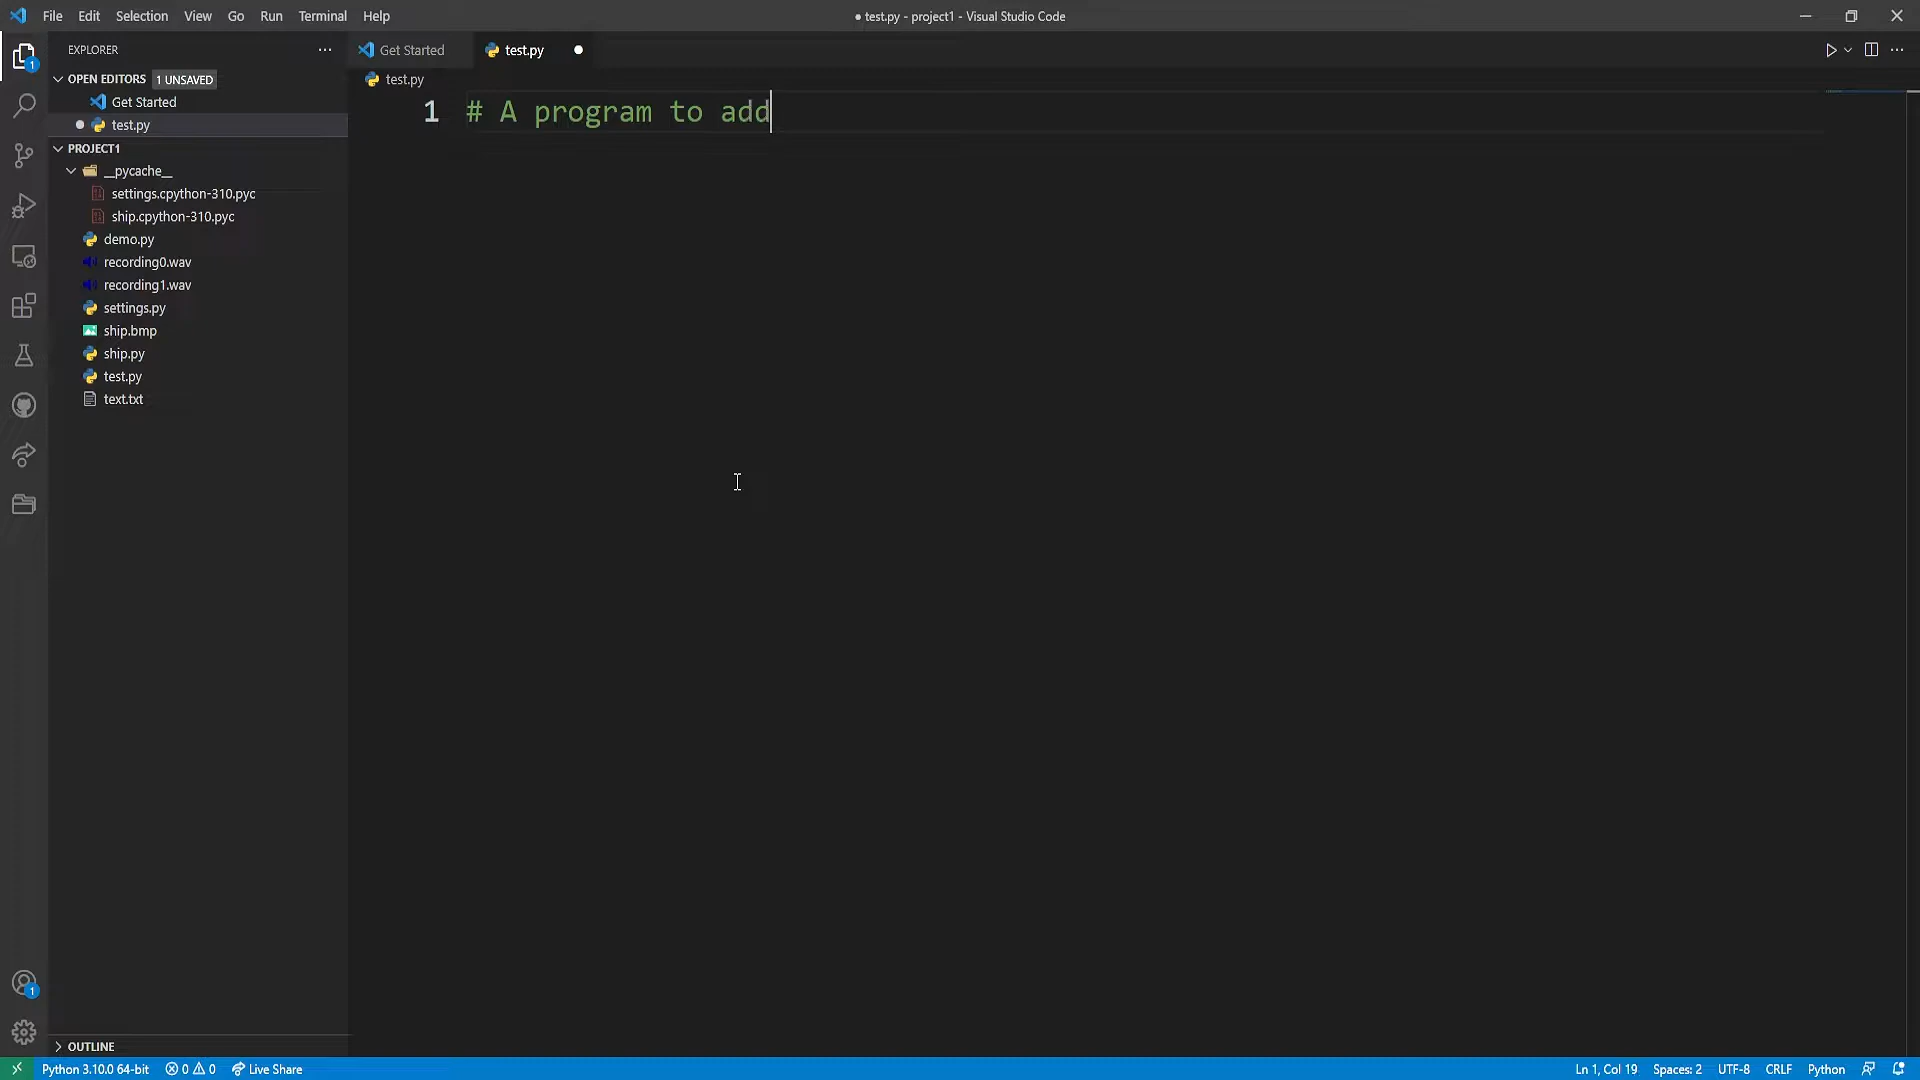 File Edit Selection View Go Run Terminal Help
● test.py - project1 - Visual Studio Code
EXPLORER
OPEN EDITORS 1 UNSAVED
Get Started
test.py
PROJECT1
__pycache__
settings.cpython-310.pyc
ship.cpython-310.pyc
demo.py
recording0.wav
recording1.wav
settings.py
ship.bmp
ship.py
test.py
text.txt
OUTLINE
Get Started test.py
test.py
1 # A program to add
1
1
Python 3.10.0 64-bit 0 0 Live Share
Ln 1, Col 19 Spaces: 2 UTF-8 CRLF Python